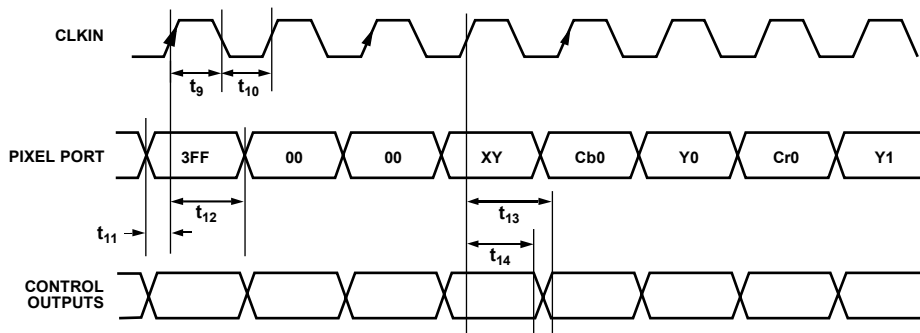 CLKIN
t9
t10
PIXEL PORT
3FF
00
00
XY
Cb0
Y0
Cr0
Y1
t12
t13
t11
t14
CONTROL
OUTPUTS